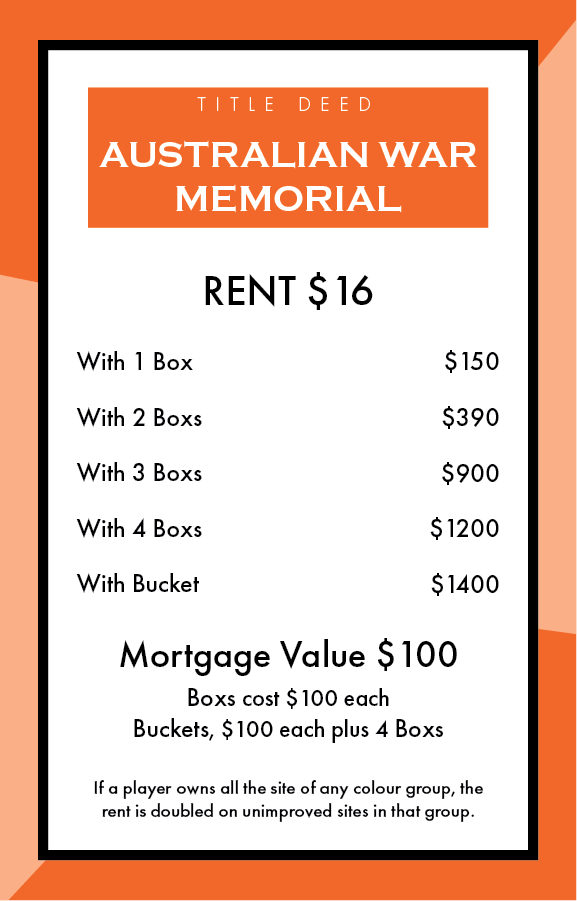 TITLE DEED
AUSTRALIAN WAR
MEMORIAL
RENT $16
With 1 Box $150
With 2 Boxs $390
With 3 Boxs $900
With 4 Boxs $1200
With Bucket $1400
Mortgage Value $100
Boxs cost $100 each
Buckets, $100 each plus 4 Boxs
If a player owns all the site of any colour group, the
rent is doubled on unimproved sites in that group.